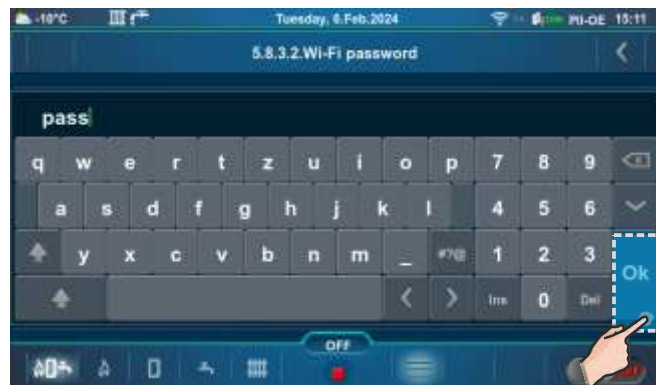 -10°C Tuesday, 6.Feb.2024 PU-OE 15:11
5.8.3.2.Wi-Fi password
pass
q w e r t z u i o p 7 8 9
a s d f g h j k l 4 5 6
y x c v b n m _ #?@ 1 2 3
Ok
Ins 0 Del
OFF